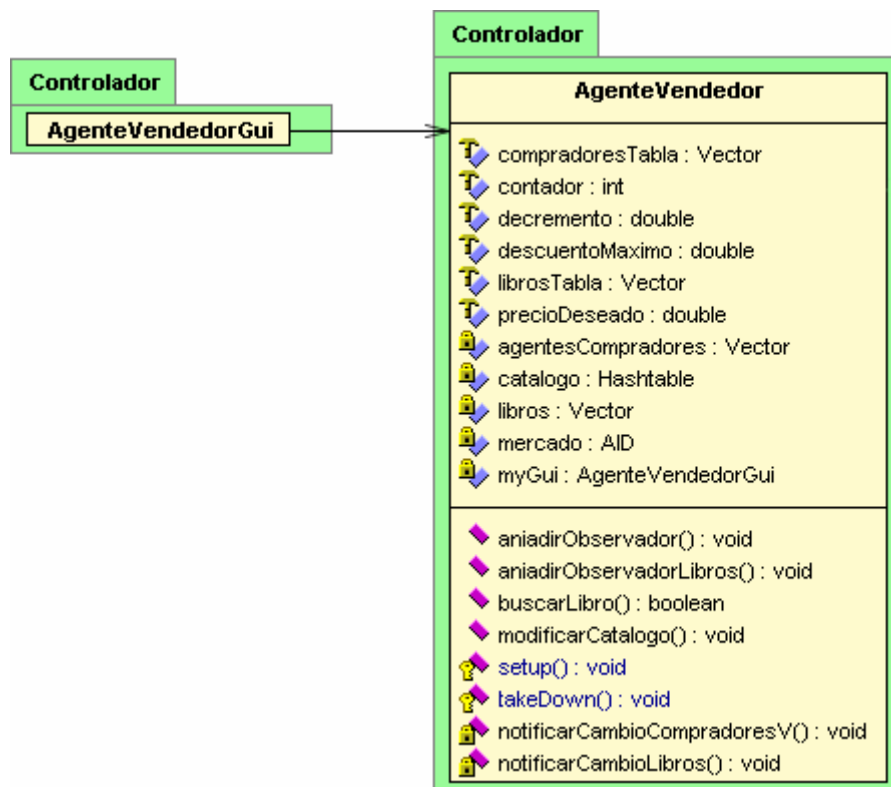 Controlador
AgenteVendedorGui
Controlador
AgenteVendedor
compradoresTabla : Vector
contador : int
decremento : double
descuentoMaximo : double
librosTabla : Vector
precioDeseado : double
agentesCompradores : Vector
catalogo : Hashtable
libros : Vector
mercado : AID
myGui : AgenteVendedorGui
aniadirObservador() : void
aniadirObservadorLibros() : void
buscarLibro() : boolean
modificarCatalogo() : void
setup() : void
takeDown() : void
notificarCambioCompradoresV() : void
notificarCambioLibros() : void